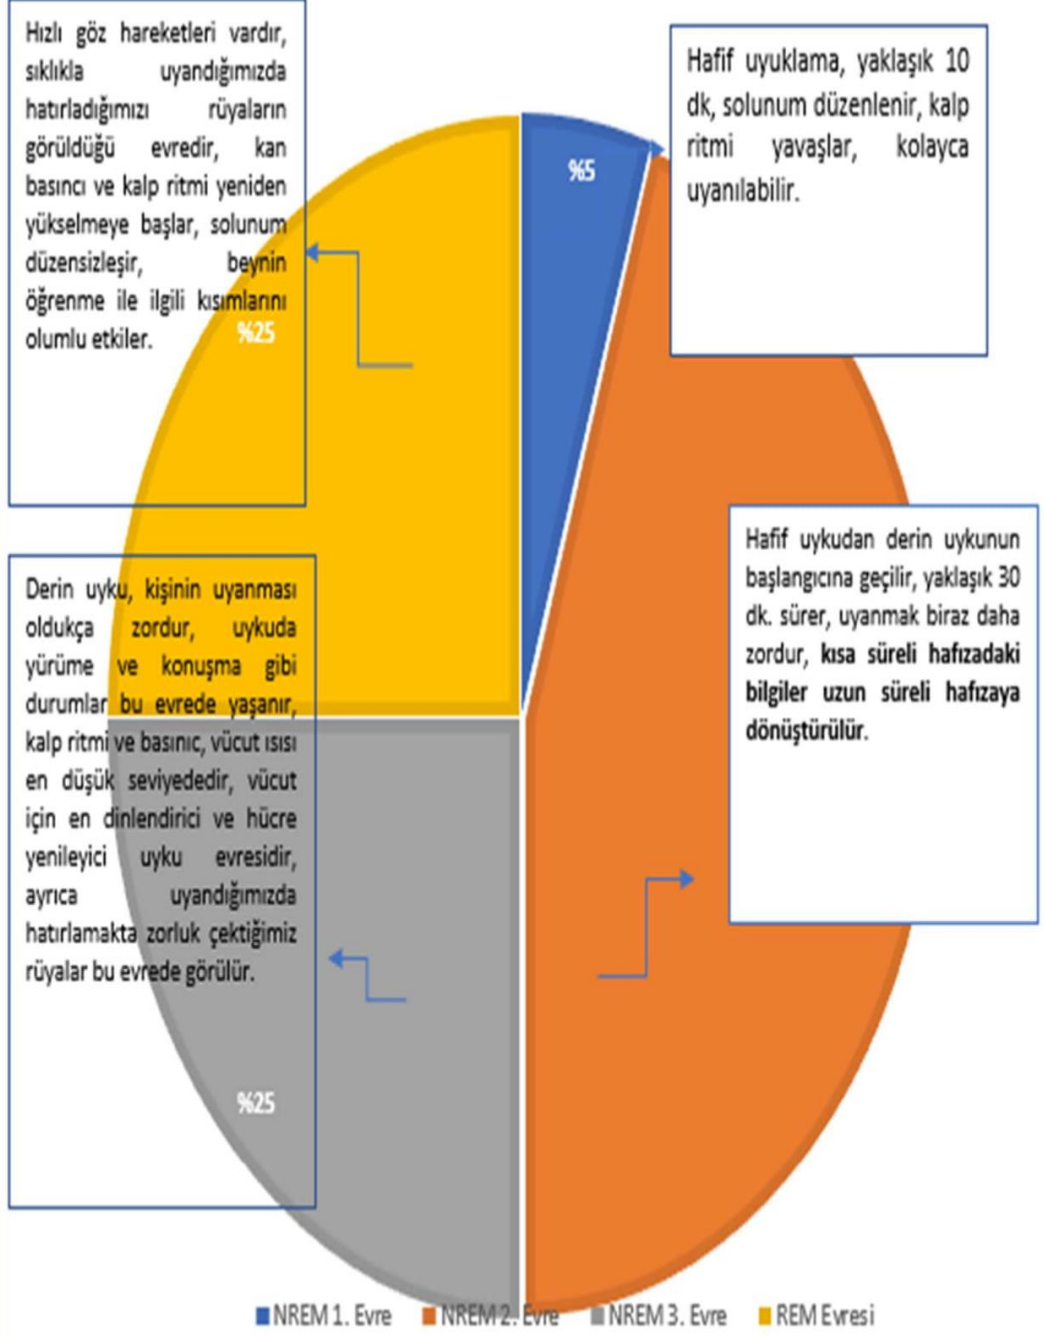 Hızlı göz hareketleri vardır,
sıklıkla uyandığımızda
hatırladığımızı rüyaların
görüldüğü evredir, kan
basıncı ve kalp ritmi yeniden
yükselmeye başlar, solunum
düzensizleşir, beynin
öğrenme ile ilgili kısımlarını
olumlu etkiler.
%25
%5
Hafif uyuklama, yaklaşık 10
dk, solunum düzenlenir, kalp
ritmi yavaşlar, kolayca
uyanılabilir.
Hafif uykudan derin uykunun
başlangıcına geçilir, yaklaşık 30
dk. sürer, uyanmak biraz daha
zordur, kısa süreli hafızadaki
bilgiler uzun süreli hafızaya
dönüştürülür.
Derin uyku, kişinin uyanması
oldukça zordur, uykuda
yürüme ve konuşma gibi
durumlar bu evrede yaşanır,
kalp ritmi ve basınıc, vücut ısısı
en düşük seviyededir, vücut
için en dinlendirici ve hücre
yenileyici uyku evresidir,
ayrıca uyandığımızda
hatırlamakta zorluk çektiğimiz
rüyalar bu evrede görülür.
%25
NREM 1. Evre NREM 2. Evre NREM 3. Evre REM Evresi